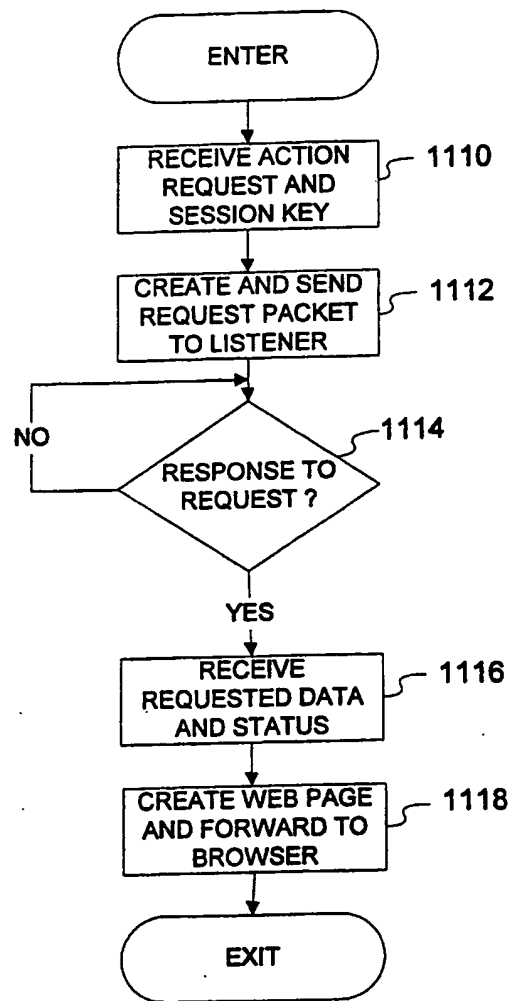 ENTER
RECEIVE ACTION
REQUEST AND
SESSION KEY
1110
CREATE AND SEND
REQUEST PACKET
TO LISTENER
1112
NO
RESPONSE TO
REQUEST ?
1114
YES
RECEIVE
REQUESTED DATA
AND STATUS
1116
CREATE WEB PAGE
AND FORWARD TO
BROWSER
1118
EXIT